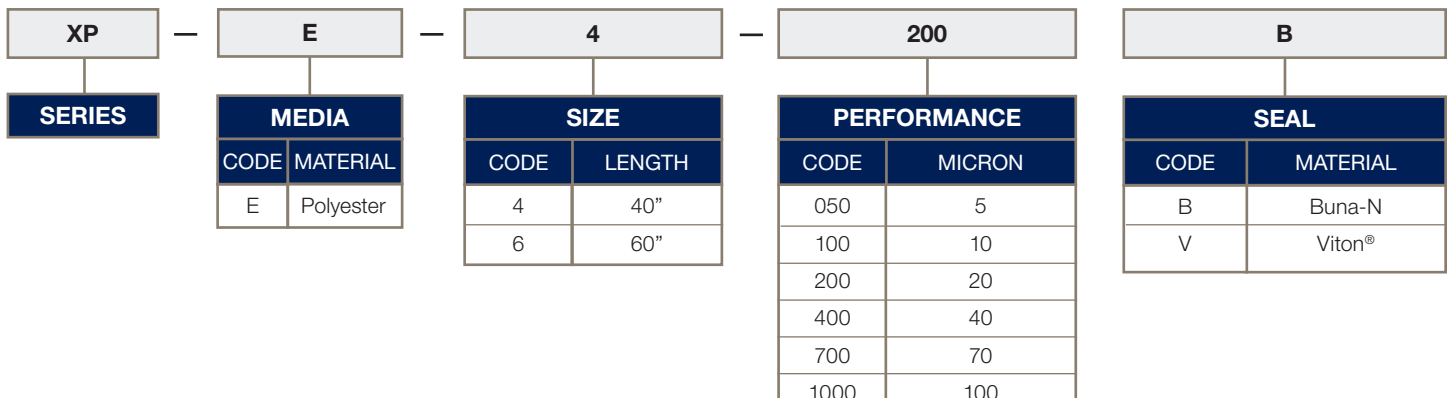 XP — E — 4 — 200 B
SERIES
MEDIA
CODE MATERIAL
E Polyester
SIZE
CODE LENGTH
4 40”
6 60”
PERFORMANCE
CODE MICRON
050 5
100 10
200 20
400 40
700 70
1000 100
SEAL
CODE MATERIAL
B Buna-N
V Viton®